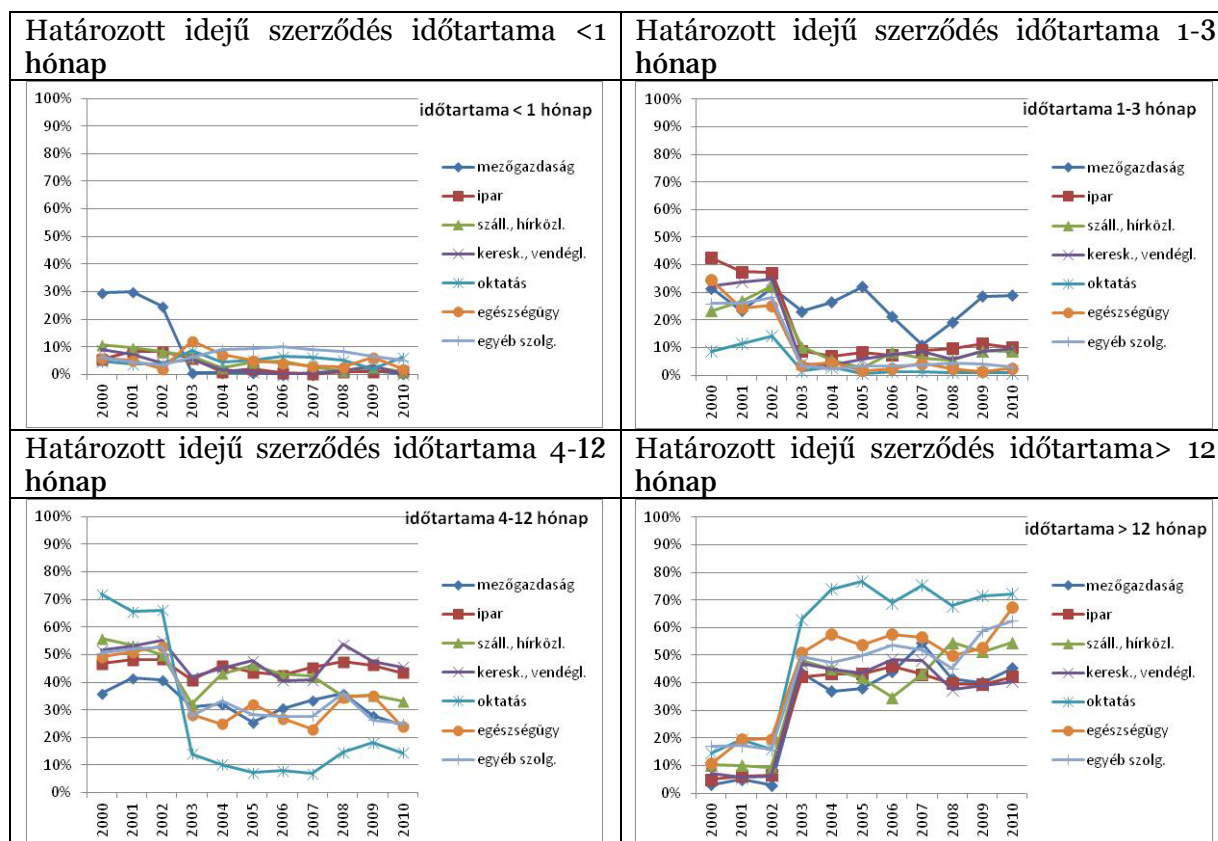 Határozott idejű szerződés időtartama <1
hónap
időtartama < 1 hónap
100%
90%
80%
70%
60%
50%
40%
30%
20%
10%
0%
2000
2001
2002
2003
2004
2005
2006
2007
2008
2009
2010
mezőgazdaság
ipar
száll., hírközl.
keresk., vendégl.
oktatás
egészségügy
egyéb szolg.
Határozott idejű szerződés időtartama 1-3
hónap
időtartama 1-3 hónap
100%
90%
80%
70%
60%
50%
40%
30%
20%
10%
0%
2000
2001
2002
2003
2004
2005
2006
2007
2008
2009
2010
mezőgazdaság
ipar
száll., hírközl.
keresk., vendégl.
oktatás
egészségügy
egyéb szolg.
Határozott idejű szerződés időtartama 4-12
hónap
időtartama 4-12 hónap
100%
90%
80%
70%
60%
50%
40%
30%
20%
10%
0%
2000
2001
2002
2003
2004
2005
2006
2007
2008
2009
2010
mezőgazdaság
ipar
száll., hírközl.
keresk., vendégl.
oktatás
egészségügy
egyéb szolg.
Határozott idejű szerződés időtartama> 12
hónap
időtartama > 12 hónap
100%
90%
80%
70%
60%
50%
40%
30%
20%
10%
0%
2000
2001
2002
2003
2004
2005
2006
2007
2008
2009
2010
mezőgazdaság
ipar
száll., hírközl.
keresk., vendégl.
oktatás
egészségügy
egyéb szolg.